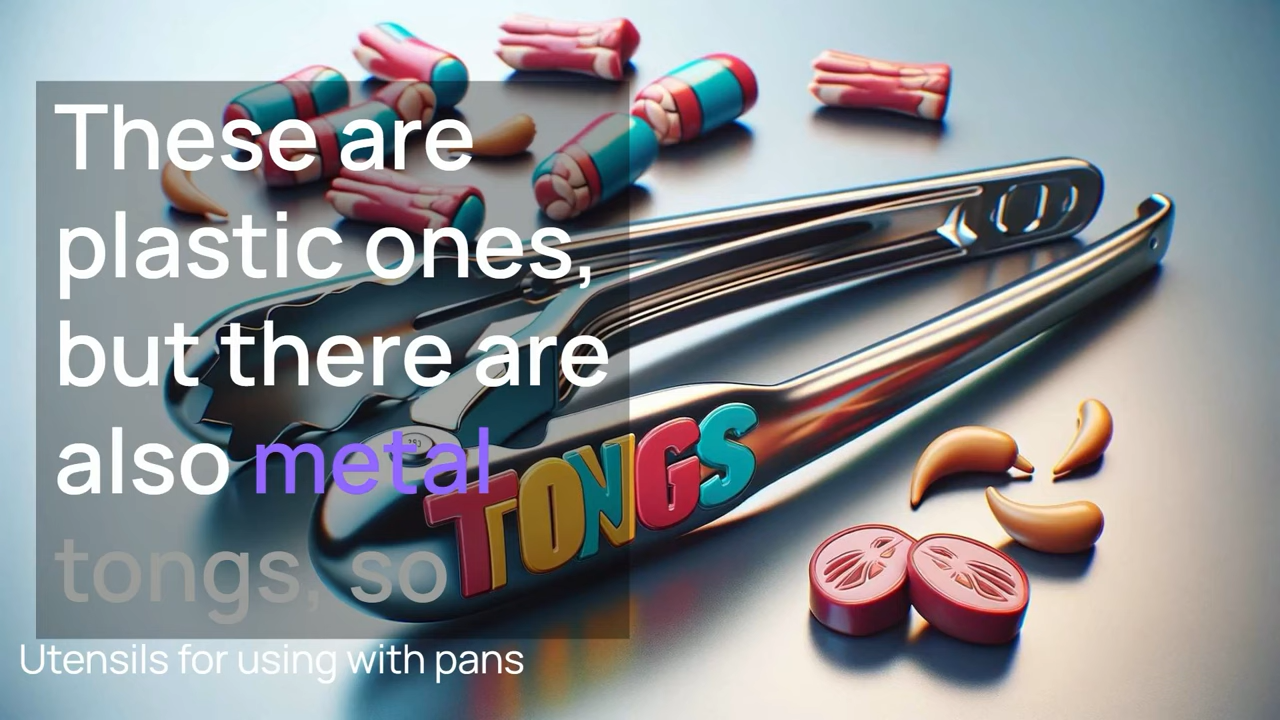 These are
plastic ones,
but there are
also metal
tongs, so
TONGS
Utensils for using with pans